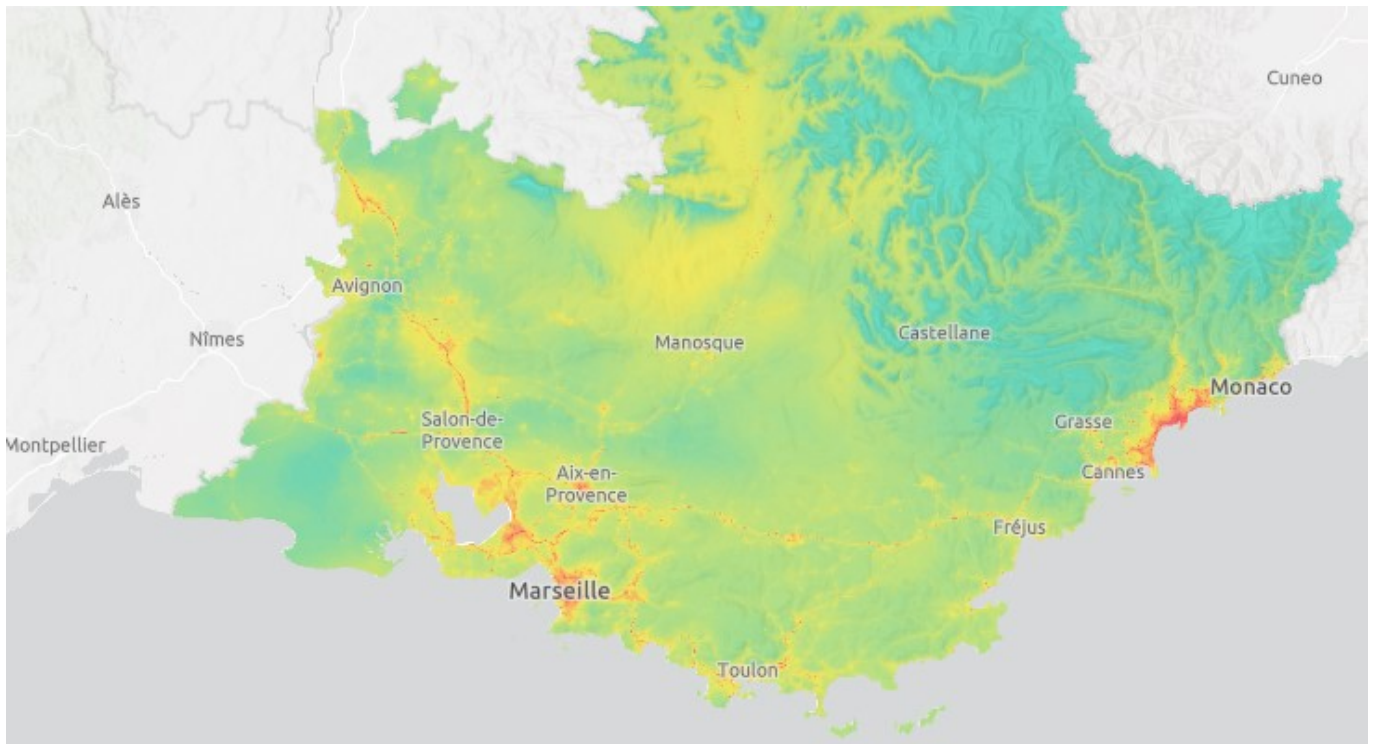 Cuneo
Alès
Avignon
Nîmes
Manosque
Castellane
Monaco
Salon-de-
Provence
Grasse
Montpellier
Aix-en-
Provence
Cannes
Fréjus
Marseille
Toulon